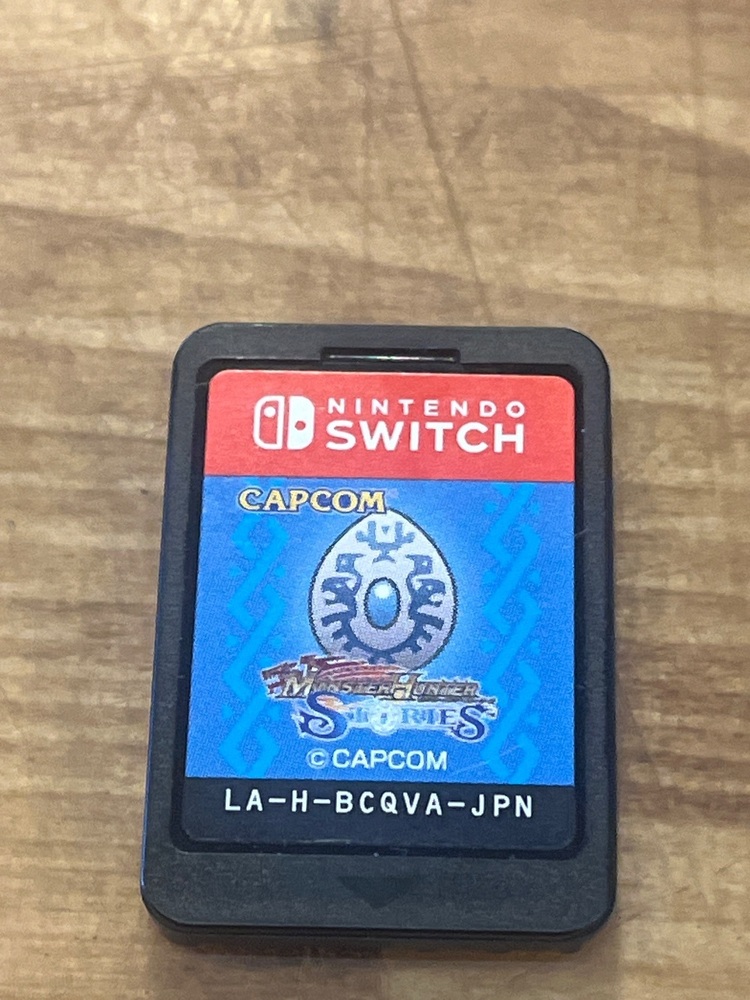 NINTENDO
SWITCH
CAPCOM
MONSTER HUNTER
STORIES
©CAPCOM
LA-H-BCQVA-JPN